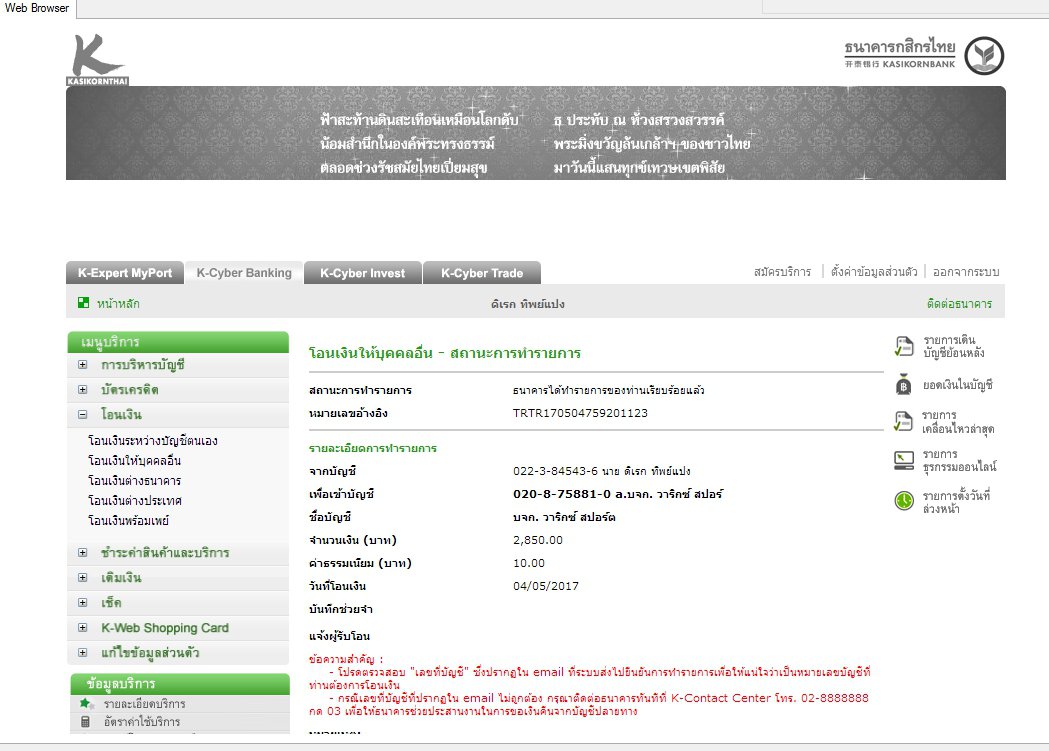 Web Browser
KASIKORNTHAI
ธนาคารกสิกรไทย
开泰银行 KASIKORNBANK
ฟ้าสะท้านดินสะเทือนเหมือนโลกดับ
ธ ประทับ ณ ห้วงสรวงสวรรค์
น้อมสำนึกในองค์พระทรงธรรม์
พระมิ่งขวัญล้นเกล้าฯ ของชาวไทย
ตลอดช่วงรัชสมัยไทยเปี่ยมสุข
มาวันนี้แสนทุกข์เทวษเขตพิสัย
K-Expert MyPort
K-Cyber Banking
K-Cyber Invest
K-Cyber Trade
สมัครบริการ
ตั้งค่าข้อมูลส่วนตัว
ออกจากระบบ
หน้าหลัก
ดิเรก ทิพย์แปง
ติดต่อธนาคาร
เมนูบริการ
การบริหารบัญชี
บัตรเครดิต
โอนเงิน
โอนเงินระหว่างบัญชีตนเอง
โอนเงินให้บุคคลอื่น
โอนเงินต่างธนาคาร
โอนเงินต่างประเทศ
โอนเงินพร้อมเพย์
ชำระค่าสินค้าและบริการ
เติมเงิน
เช็ค
K-Web Shopping Card
แก้ไขข้อมูลส่วนตัว
ข้อมูลบริการ
รายละเอียดบริการ
อัตราค่าใช้บริการ
โอนเงินให้บุคคลอื่น - สถานะการทำรายการ
สถานะการทำรายการ ธนาคารได้ทำรายการของท่านเรียบร้อยแล้ว
หมายเลขอ้างอิง TRTR170504759201123
รายละเอียดการทำรายการ
จากบัญชี 022-3-84543-6 นาย ดิเรก ทิพย์แปง
เพื่อเข้าบัญชี 020-8-75881-0 ล.บจก. วาริกซ์ สปอร์
ชื่อบัญชี บจก. วาริกซ์ สปอร์ต
จำนวนเงิน (บาท) 2,850.00
ค่าธรรมเนียม (บาท) 10.00
วันที่โอนเงิน 04/05/2017
บันทึกช่วยจำ
แจ้งผู้รับโอน
ข้อความสำคัญ :
- โปรดตรวจสอบ "เลขที่บัญชี" ซึ่งปรากฏใน email ที่ระบบส่งไปยืนยันการทำรายการเพื่อให้แน่ใจว่าเป็นหมายเลขบัญชีที่
ท่านต้องการโอนเงิน
- กรณีเลขที่บัญชีที่ปรากฏใน email ไม่ถูกต้อง กรุณาติดต่อธนาคารทันทีที่ K-Contact Center โทร. 02-8888888
กด 03 เพื่อให้ธนาคารช่วยประสานงานในการขอเงินคืนจากบัญชีปลายทาง
รายการเดิน
บัญชีย้อนหลัง
ยอดเงินในบัญชี
รายการ
เคลื่อนไหวล่าสุด
รายการ
ธุรกรรมออนไลน์
รายการตั้งวันที่
ล่วงหน้า